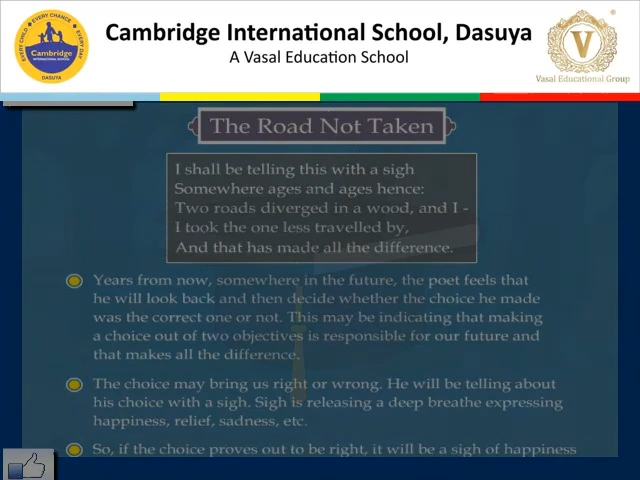 EVERY CHILD • EVERY CHANCE • EVERY DAY
Cambridge
INTERNATIONAL SCHOOL
DASUYA
Cambridge International School, Dasuya
A Vasal Education School
V
®
Vasal Educational Group
The Road Not Taken
I shall be telling this with a sigh
Somewhere ages and ages hence:
Two roads diverged in a wood, and I -
I took the one less travelled by,
And that has made all the difference.
Years from now, somewhere in the future, the poet feels that
he will look back and then decide whether the choice he made
was the correct one or not. This may be indicating that making
a choice out of two objectives is responsible for our future and
that makes all the difference.
The choice may bring us right or wrong. He will be telling about
his choice with a sigh. Sigh is releasing a deep breathe expressing
happiness, relief, sadness, etc.
So, if the choice proves out to be right, it will be a sigh of happiness